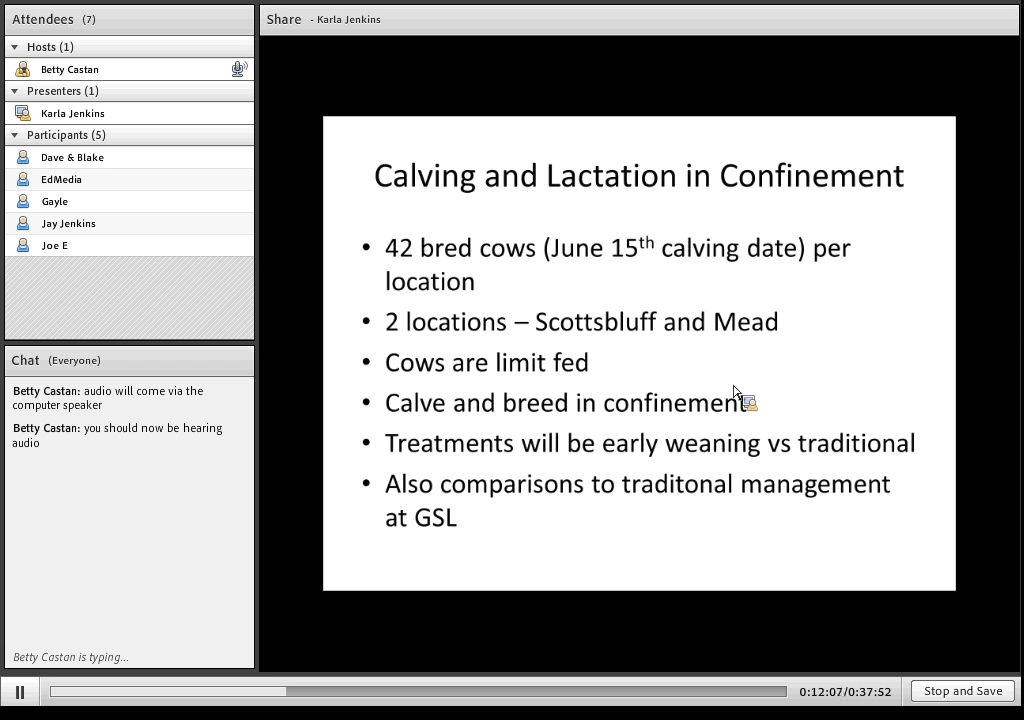 Attendees (7)
Hosts (1)
Betty Castan
Presenters (1)
Karla Jenkins
Participants (5)
Dave & Blake
EdMedia
Gayle
Jay Jenkins
Joe E
Chat (Everyone)
Betty Castan: audio will come via the
computer speaker
Betty Castan: you should now be hearing
audio
Betty Castan is typing...
Share - Karla Jenkins
Calving and Lactation in Confinement
• 42 bred cows (June 15th calving date) per
location
• 2 locations – Scottsbluff and Mead
• Cows are limit fed
• Calve and breed in confinement
• Treatments will be early weaning vs traditional
• Also comparisons to traditonal management
at GSL
0:12:07/0:37:52
Stop and Save